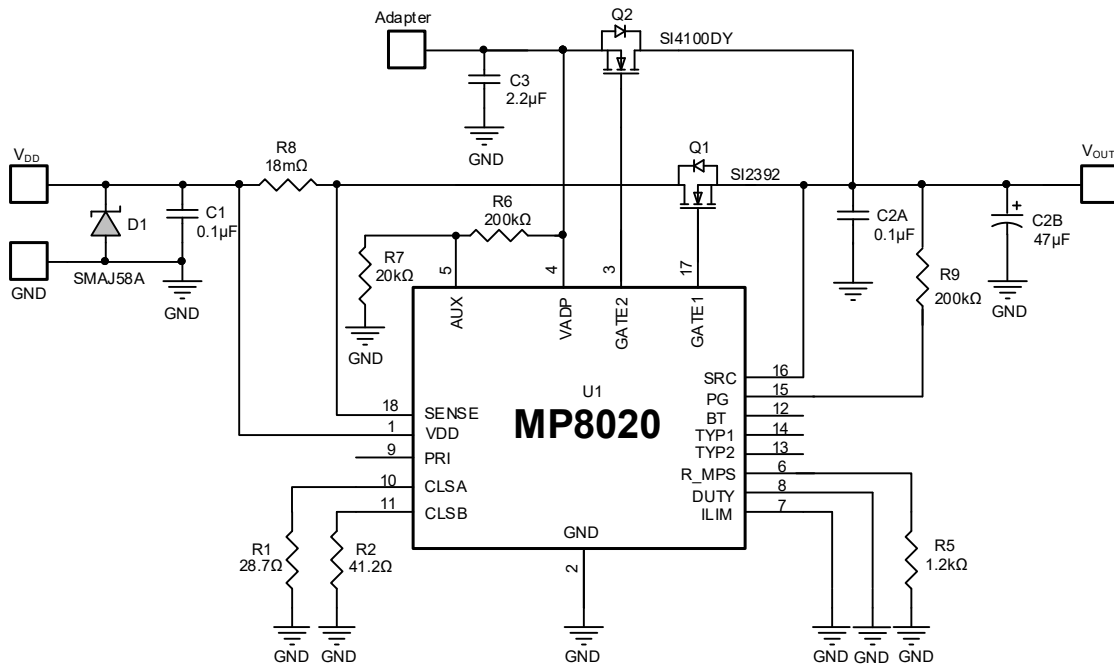 Adapter
Q2
SI4100DY
C3
2.2µF
GND
VDD
R8
18mΩ
Q1
SI2392
VOUT
D1
C1
0.1µF
R6
200kΩ
C2A
0.1µF
C2B
+
47µF
GND
SMAJ58A
GND
R7
20kΩ
R9
200kΩ
GND
GND
GND
5
4
3
17
AUX
VADP
GATE2
GATE1
U1
MP8020
18 SENSE
1 VDD
9 PRI
10 CLSA
11 CLSB
SRC 16
PG 15
BT 12
TYP1 14
TYP2 13
R_MPS 6
DUTY 8
ILIM 7
GND
2
R1
28.7Ω
R2
41.2Ω
R5
1.2kΩ
GND
GND
GND
GND
GND
GND